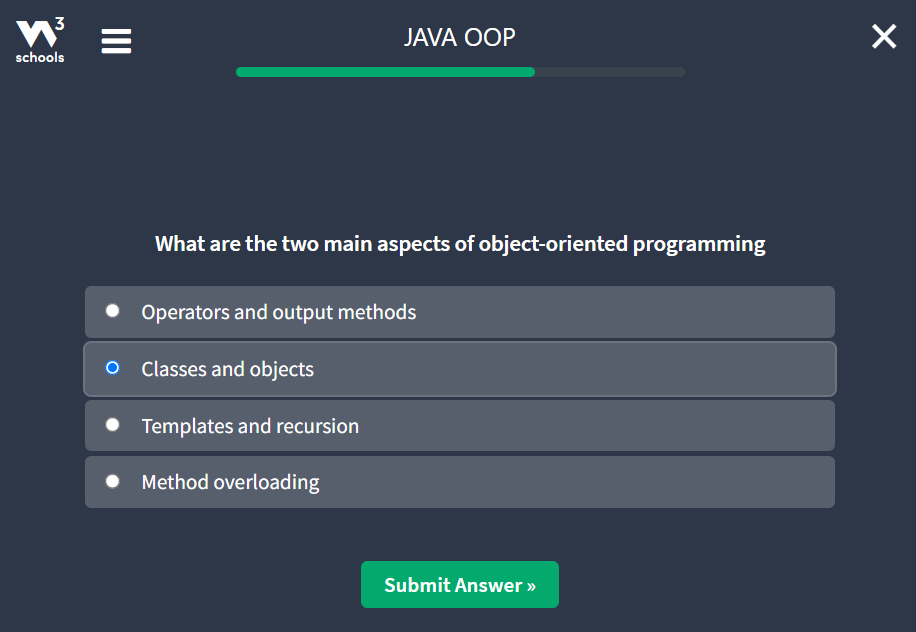 W3
schools
JAVA OOP
What are the two main aspects of object-oriented programming
Operators and output methods
Classes and objects
Templates and recursion
Method overloading
Submit Answer »